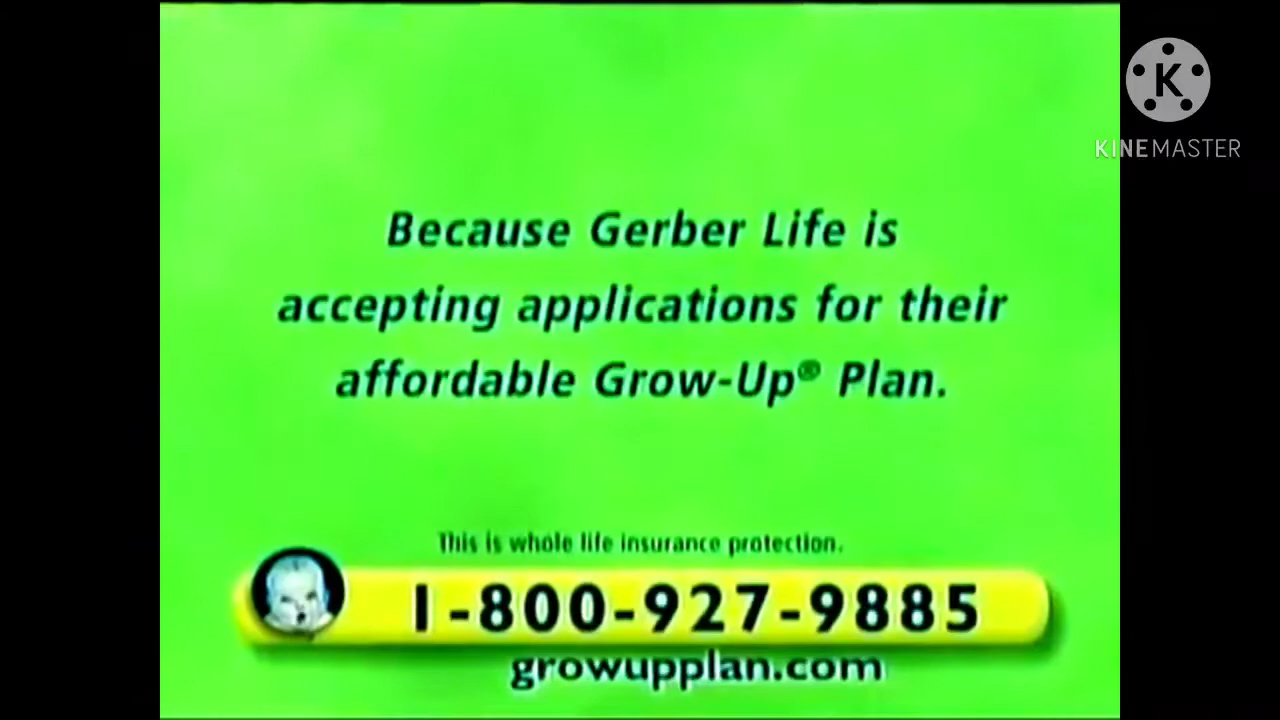 KINEMASTER
Because Gerber Life is
accepting applications for their
affordable Grow-Up® Plan.
This is whole life insurance protection.
1-800-927-9885
growupplan.com